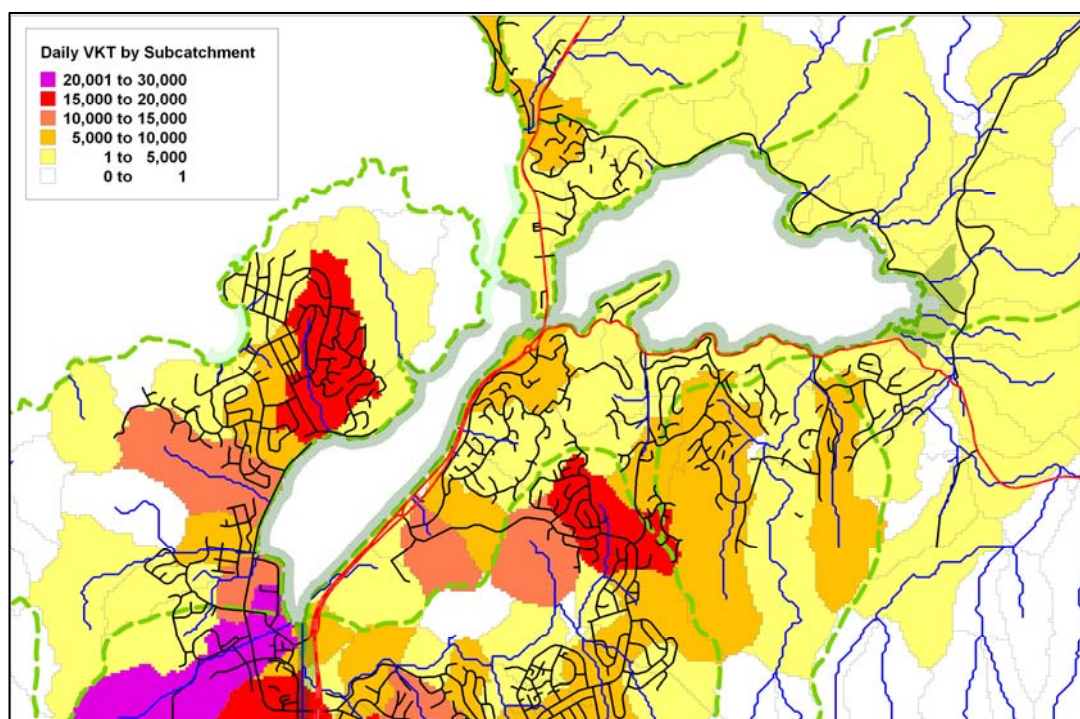 Daily VKT by Subcatchment
20,001 to 30,000
15,000 to 20,000
10,000 to 15,000
5,000 to 10,000
1 to 5,000
0 to 1